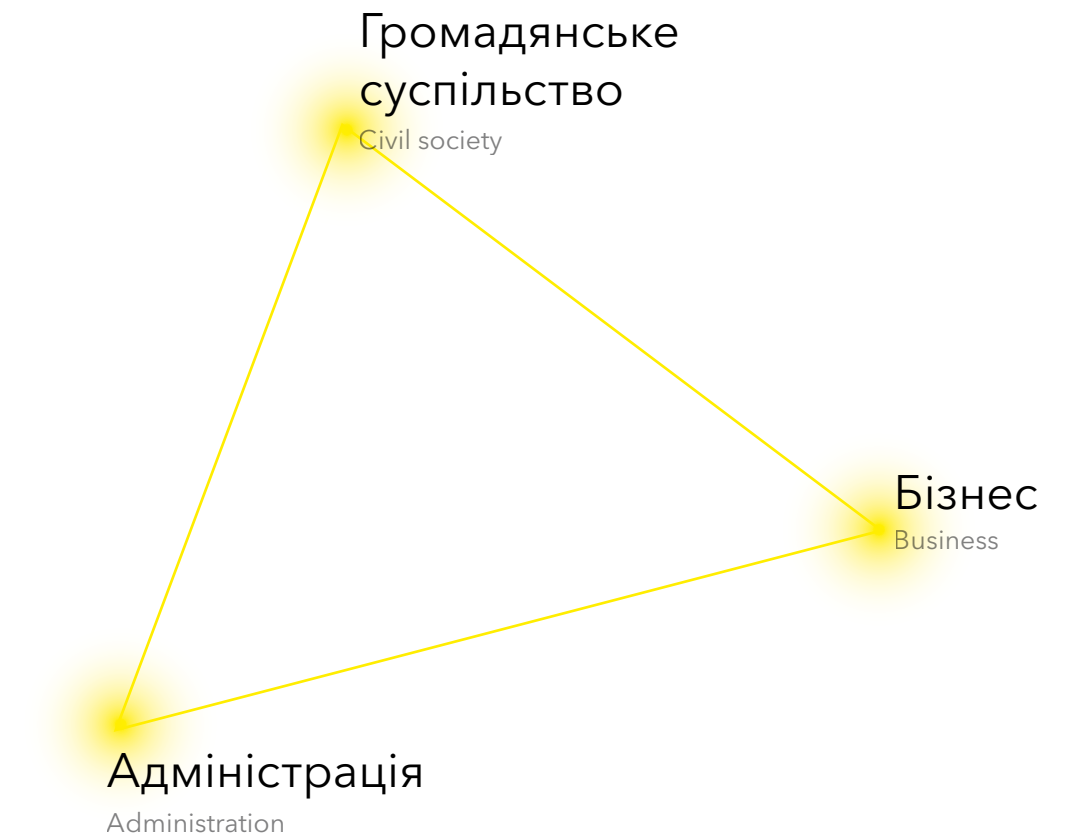 Громадянське
суспільство
Civil society
Бізнес
Business
Адміністрація
Administration